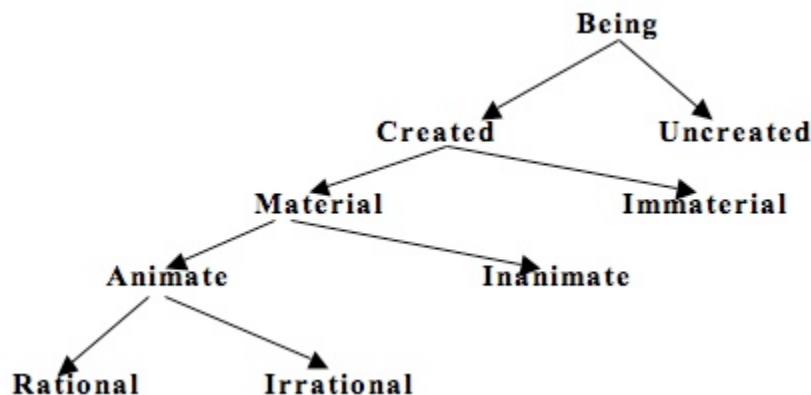 Being
Created Uncreated
Material Immaterial
Animate Inanimate
Rational Irrational